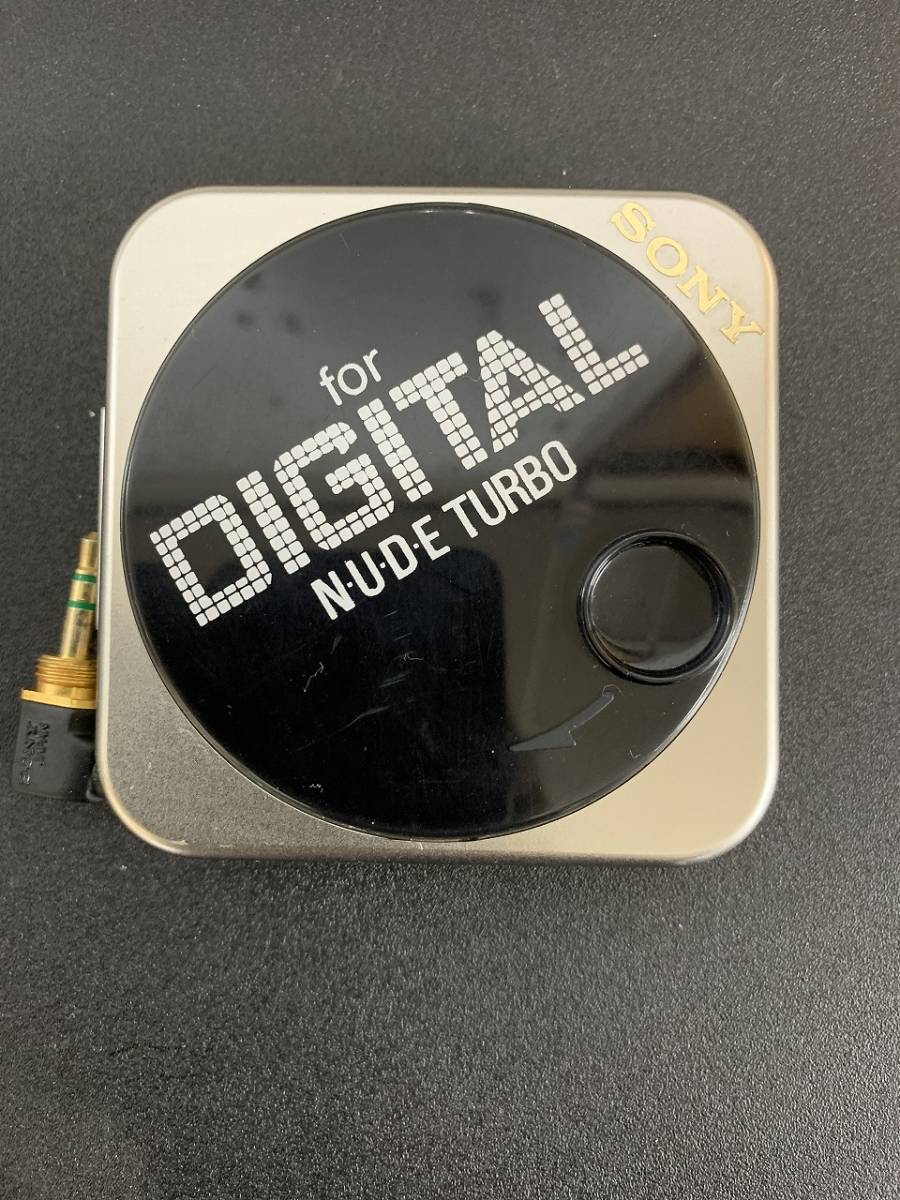 SONY
for
DIGITAL
N·U·D·E TURBO